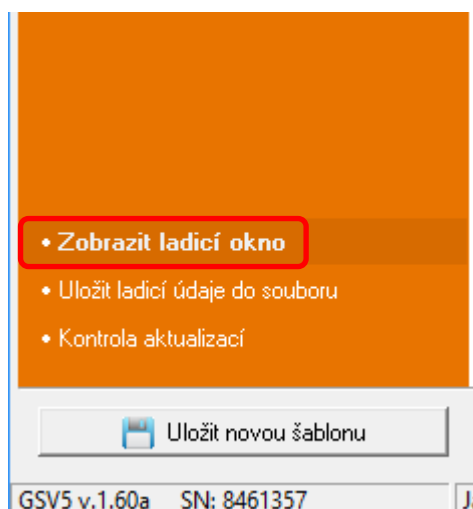 • Zobrazit ladicí okno
• Uložit ladicí údaje do souboru
• Kontrola aktualizací
Uložit novou šablonu
GSV5 v.1.60a SN: 8461357